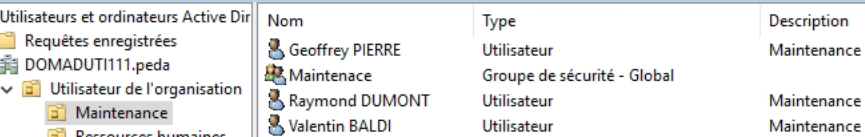 Utilisateurs et ordinateurs Active Dir
Requêtes enregistrées
DOMADUTI111.peda
Utilisateur de l'organisation
Maintenance
Ressources humaines
Nom Type Description
Geoffrey PIERRE Utilisateur Maintenance
Maintenace Groupe de sécurité - Global
Raymond DUMONT Utilisateur Maintenance
Valentin BALDI Utilisateur Maintenance